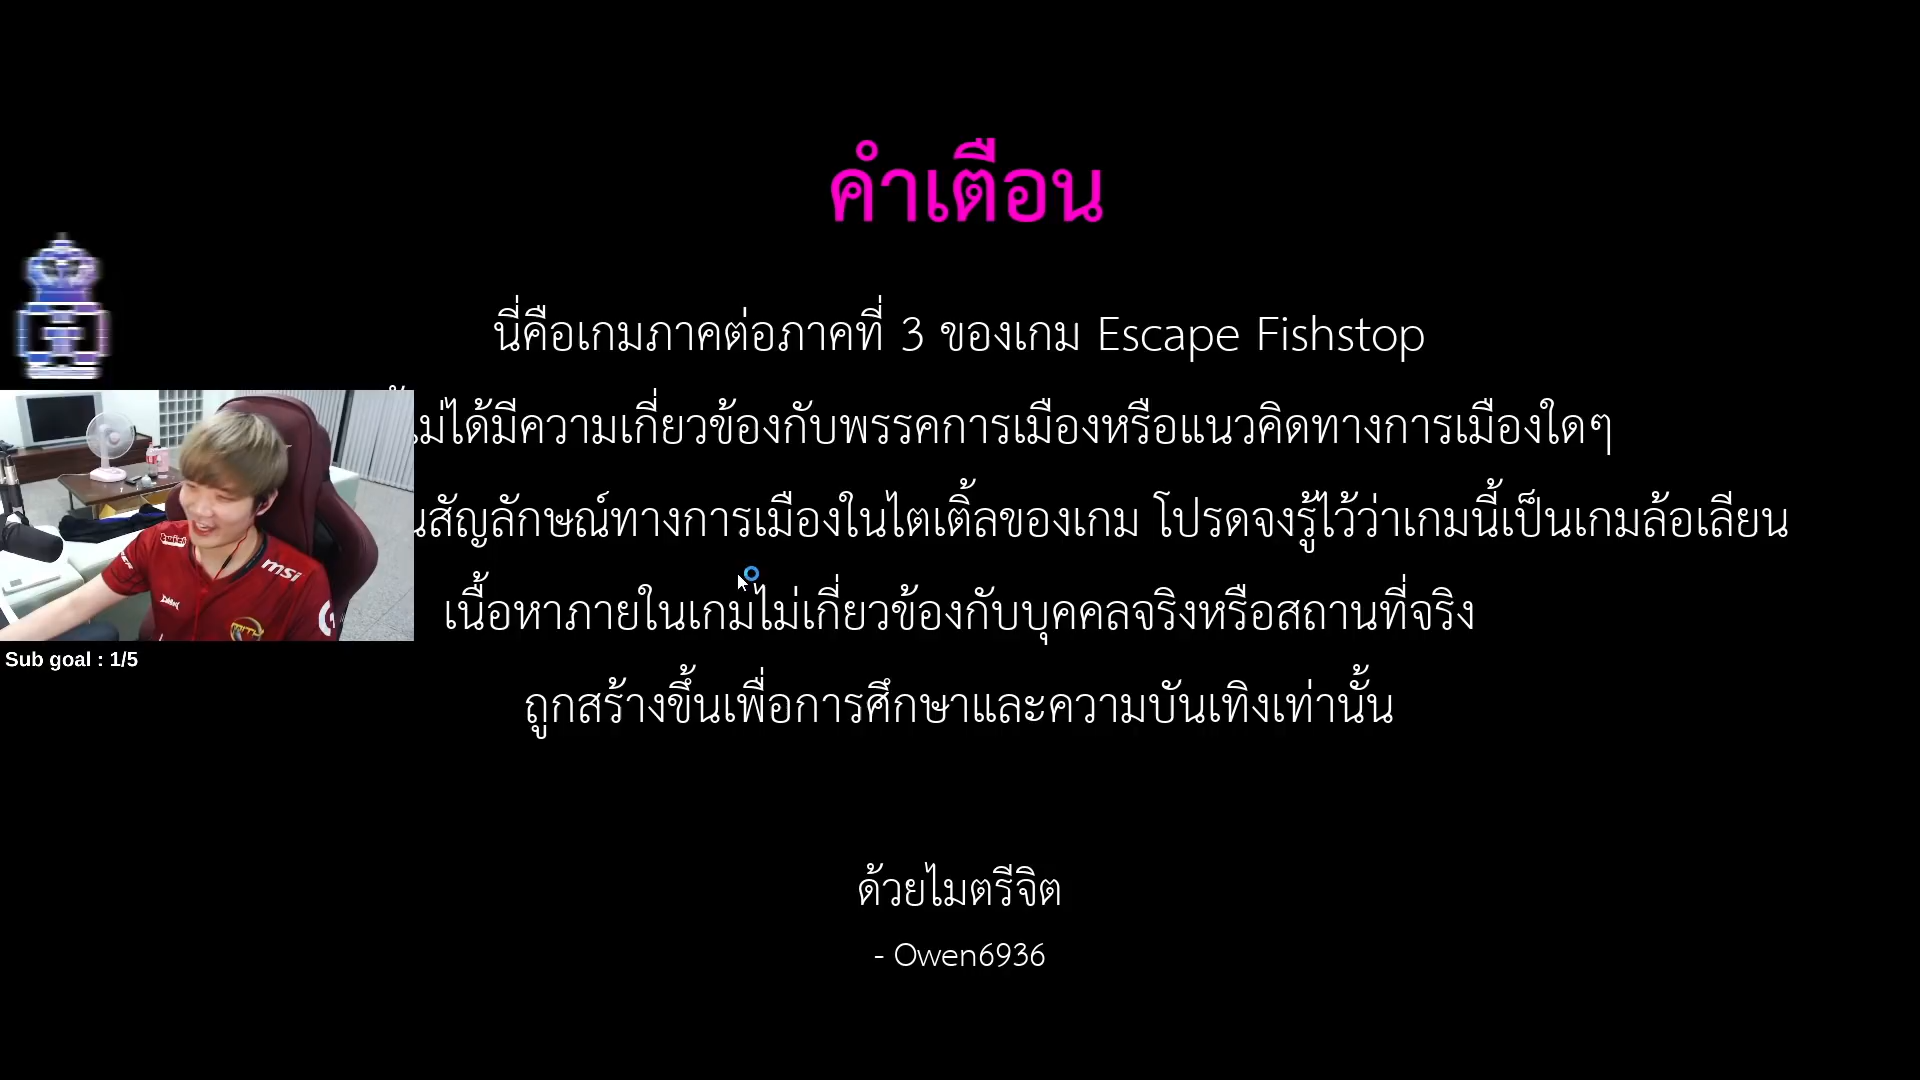 คำเตือน
นี่คือเกมภาคต่อภาคที่ 3 ของเกม Escape Fishstop
ไม่ได้มีความเกี่ยวข้องกับพรรคการเมืองหรือแนวคิดทางการเมืองใดๆ
สัญลักษณ์ทางการเมืองในไตเติ้ลของเกม โปรดจงรู้ไว้ว่าเกมนี้เป็นเกมล้อเลียน
เนื้อหาภายในเกมไม่เกี่ยวข้องกับบุคคลจริงหรือสถานที่จริง
ถูกสร้างขึ้นเพื่อการศึกษาและความบันเทิงเท่านั้น
ด้วยไมตรีจิต
- Owen6936
msi
Sub goal : 1/5